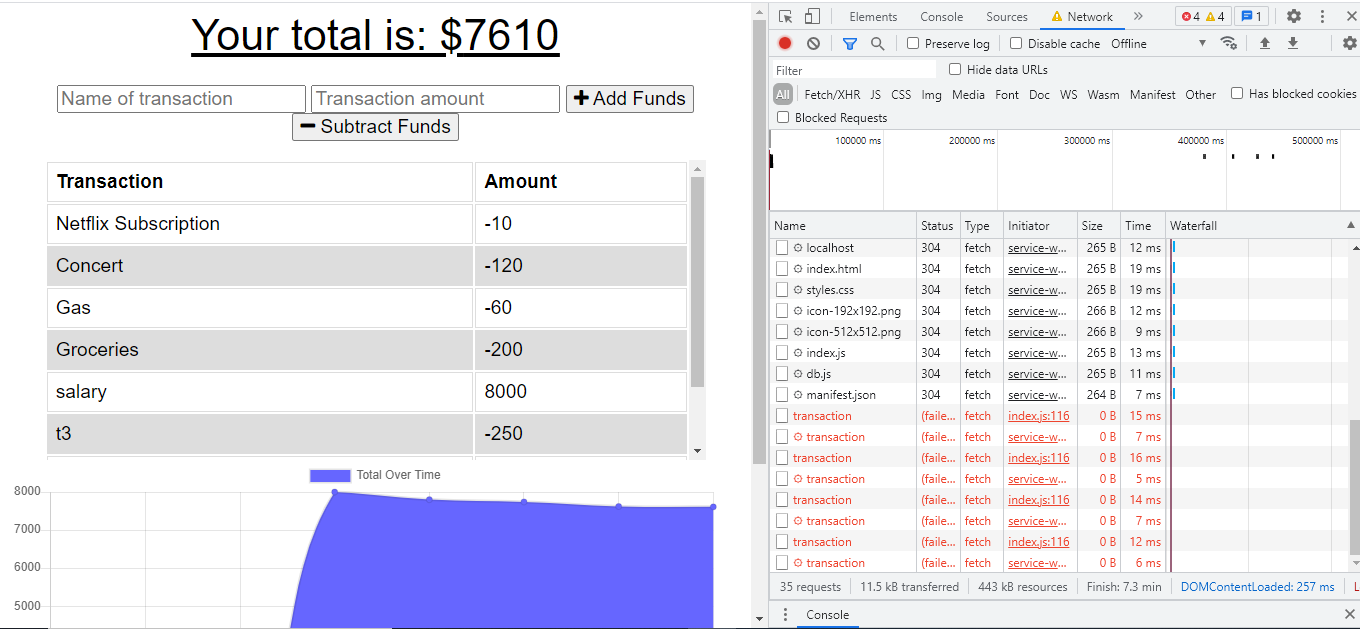 Your total is: $7610
Name of transaction Transaction amount Add Funds
Subtract Funds
Transaction Amount
Netflix Subscription -10
Concert -120
Gas -60
Groceries -200
salary 8000
t3 -250
Total Over Time
8000
7000
6000
5000
Elements Console Sources Network 4 4 1
Preserve log Disable cache Offline
Filter Hide data URLs
All Fetch/XHR JS CSS Img Media Font Doc WS Wasm Manifest Other Has blocked cookies
Blocked Requests
100000 ms 200000 ms 300000 ms 400000 ms 500000 ms
Name Status Type Initiator Size Time Waterfall
localhost 304 fetch service-w... 265 B 12 ms
index.html 304 fetch service-w... 265 B 19 ms
styles.css 304 fetch service-w... 265 B 19 ms
icon-192x192.png 304 fetch service-w... 266 B 12 ms
icon-512x512.png 304 fetch service-w... 266 B 9 ms
index.js 304 fetch service-w... 265 B 13 ms
db.js 304 fetch service-w... 265 B 11 ms
manifest.json 304 fetch service-w... 264 B 7 ms
transaction (faile... fetch index.js:116 0 B 15 ms
transaction (faile... fetch service-w... 0 B 7 ms
transaction (faile... fetch index.js:116 0 B 16 ms
transaction (faile... fetch service-w... 0 B 5 ms
transaction (faile... fetch index.js:116 0 B 14 ms
transaction (faile... fetch service-w... 0 B 7 ms
transaction (faile... fetch index.js:116 0 B 12 ms
transaction (faile... fetch service-w... 0 B 6 ms
35 requests 11.5 kB transferred 443 kB resources Finish: 7.3 min DOMContentLoaded: 257 ms L
Console